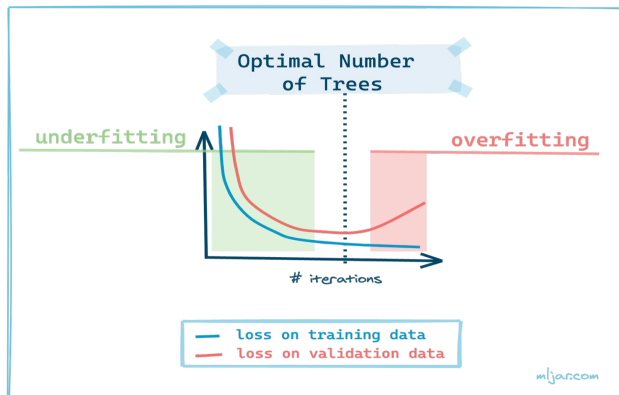 Optimal Number
of Trees
underfitting
overfitting
# iterations
loss on training data
loss on validation data
mljar.com